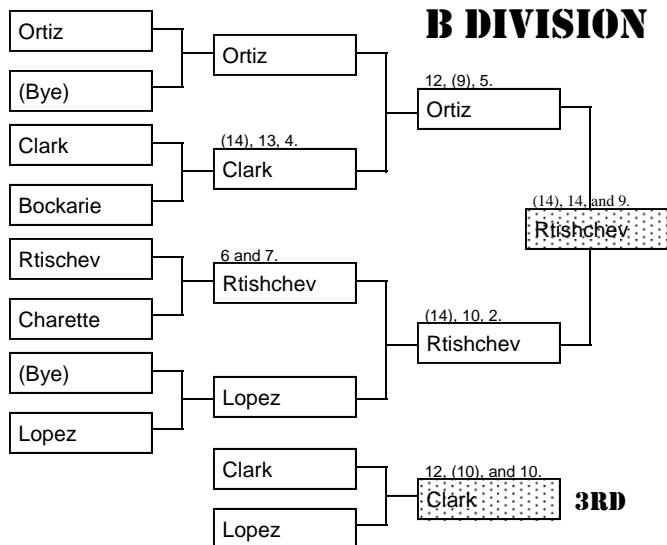 B DIVISION
Ortiz
(Bye)
Clark
Bockarie
Rtischev
Charette
(Bye)
Lopez
Ortiz
(14), 13, 4.
Clark
6 and 7.
Rtishchev
Lopez
Clark
Lopez
12, (9), 5.
Ortiz
(14), 10, 2.
Rtishchev
12, (10), and 10.
Clark
3RD
(14), 14, and 9.
Rtishchev